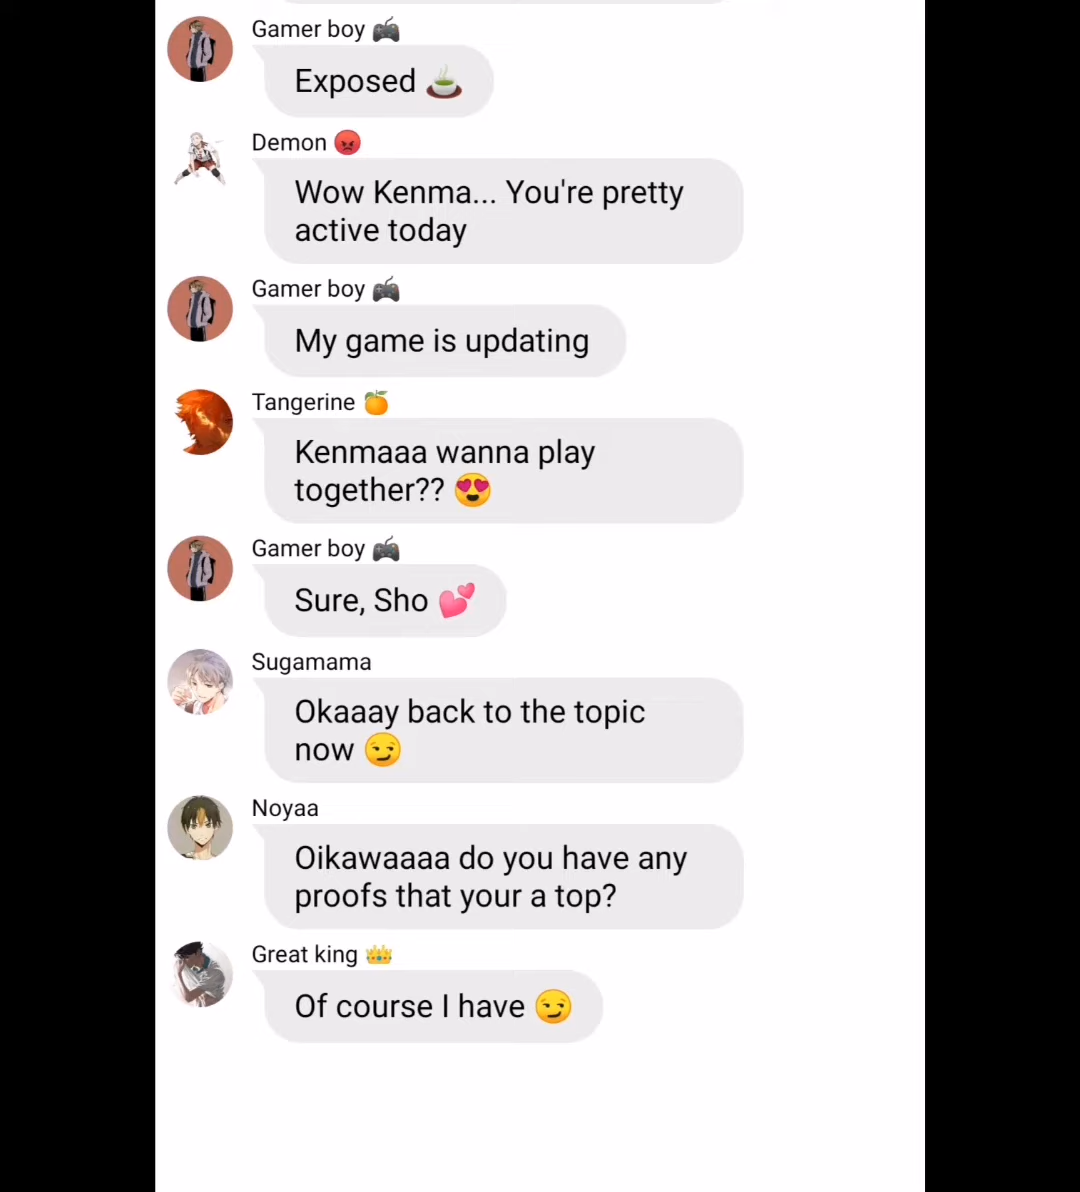 Gamer boy 🎮
Exposed 🍵
Demon 😡
Wow Kenma... You're pretty
active today
Gamer boy 🎮
My game is updating
Tangerine 🍊
Kenmaaa wanna play
together?? 😍
Gamer boy 🎮
Sure, Sho 💕
Sugamama
Okaaay back to the topic
now 😏
Noyaa
Oikawaaaa do you have any
proofs that your a top?
Great king 👑
Of course I have 😏